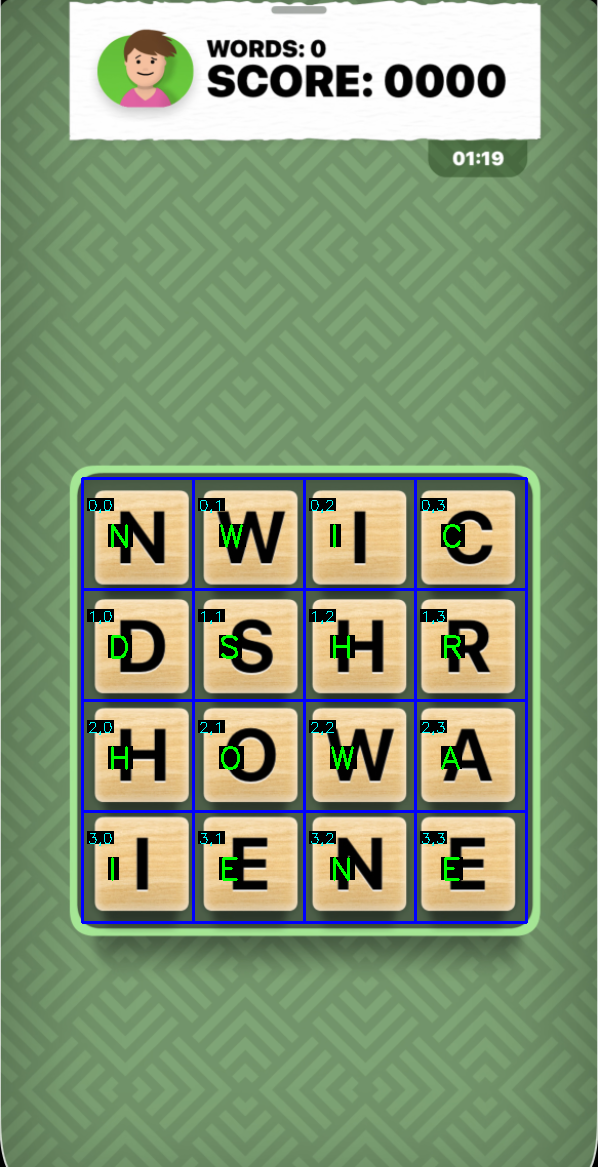 WORDS: 0
SCORE: 0000
01:19
0,0 0,1 0,2 0,3
N N W W I I C C
1,0 1,1 1,2 1,3
D D S S H H R R
2,0 2,1 2,2 2,3
H H O O W W A A
3,0 3,1 3,2 3,3
I I E E N N E E